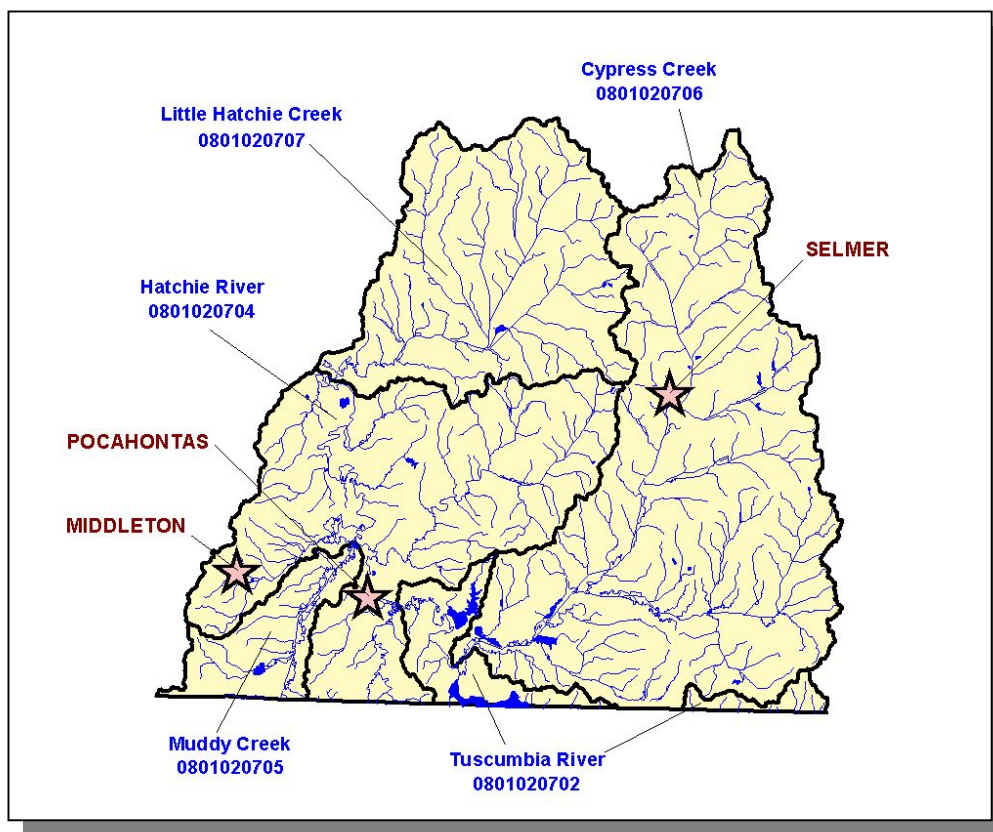 Cypress Creek
0801020706
Little Hatchie Creek
0801020707
SELMER
Hatchie River
0801020704
POCAHONTAS
MIDDLETON
Muddy Creek
0801020705
Tuscumbia River
0801020702